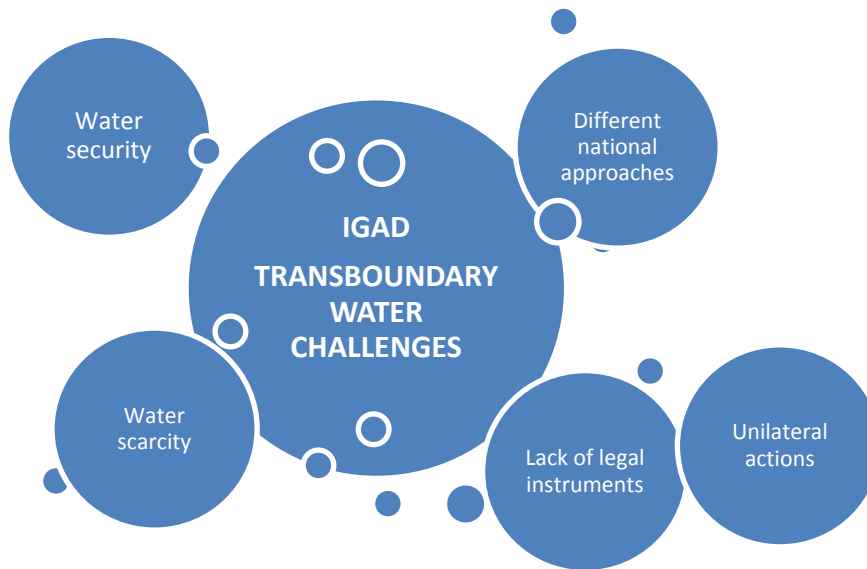 Water
security
Different
national
approaches
IGAD
TRANSBOUNDARY
WATER
CHALLENGES
Water
scarcity
Lack of legal
instruments
Unilateral
actions